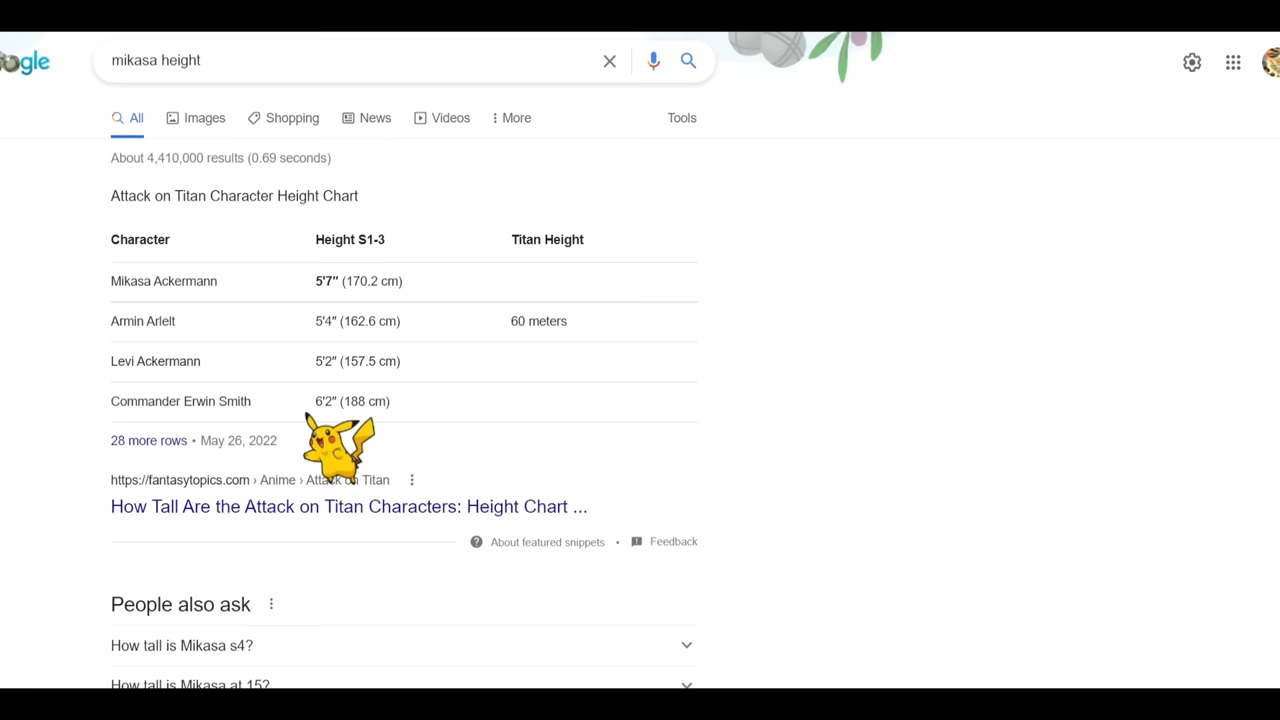 oogle
mikasa height
All Images Shopping News Videos More Tools
About 4,410,000 results (0.69 seconds)
Attack on Titan Character Height Chart
Character Height S1-3 Titan Height
Mikasa Ackermann 5'7″ (170.2 cm)
Armin Arlelt 5'4″ (162.6 cm) 60 meters
Levi Ackermann 5'2″ (157.5 cm)
Commander Erwin Smith 6'2″ (188 cm)
28 more rows • May 26, 2022
https://fantasytopics.com › Anime › Attack on Titan
How Tall Are the Attack on Titan Characters: Height Chart ...
About featured snippets • Feedback
People also ask
How tall is Mikasa s4?
How tall is Mikasa at 15?